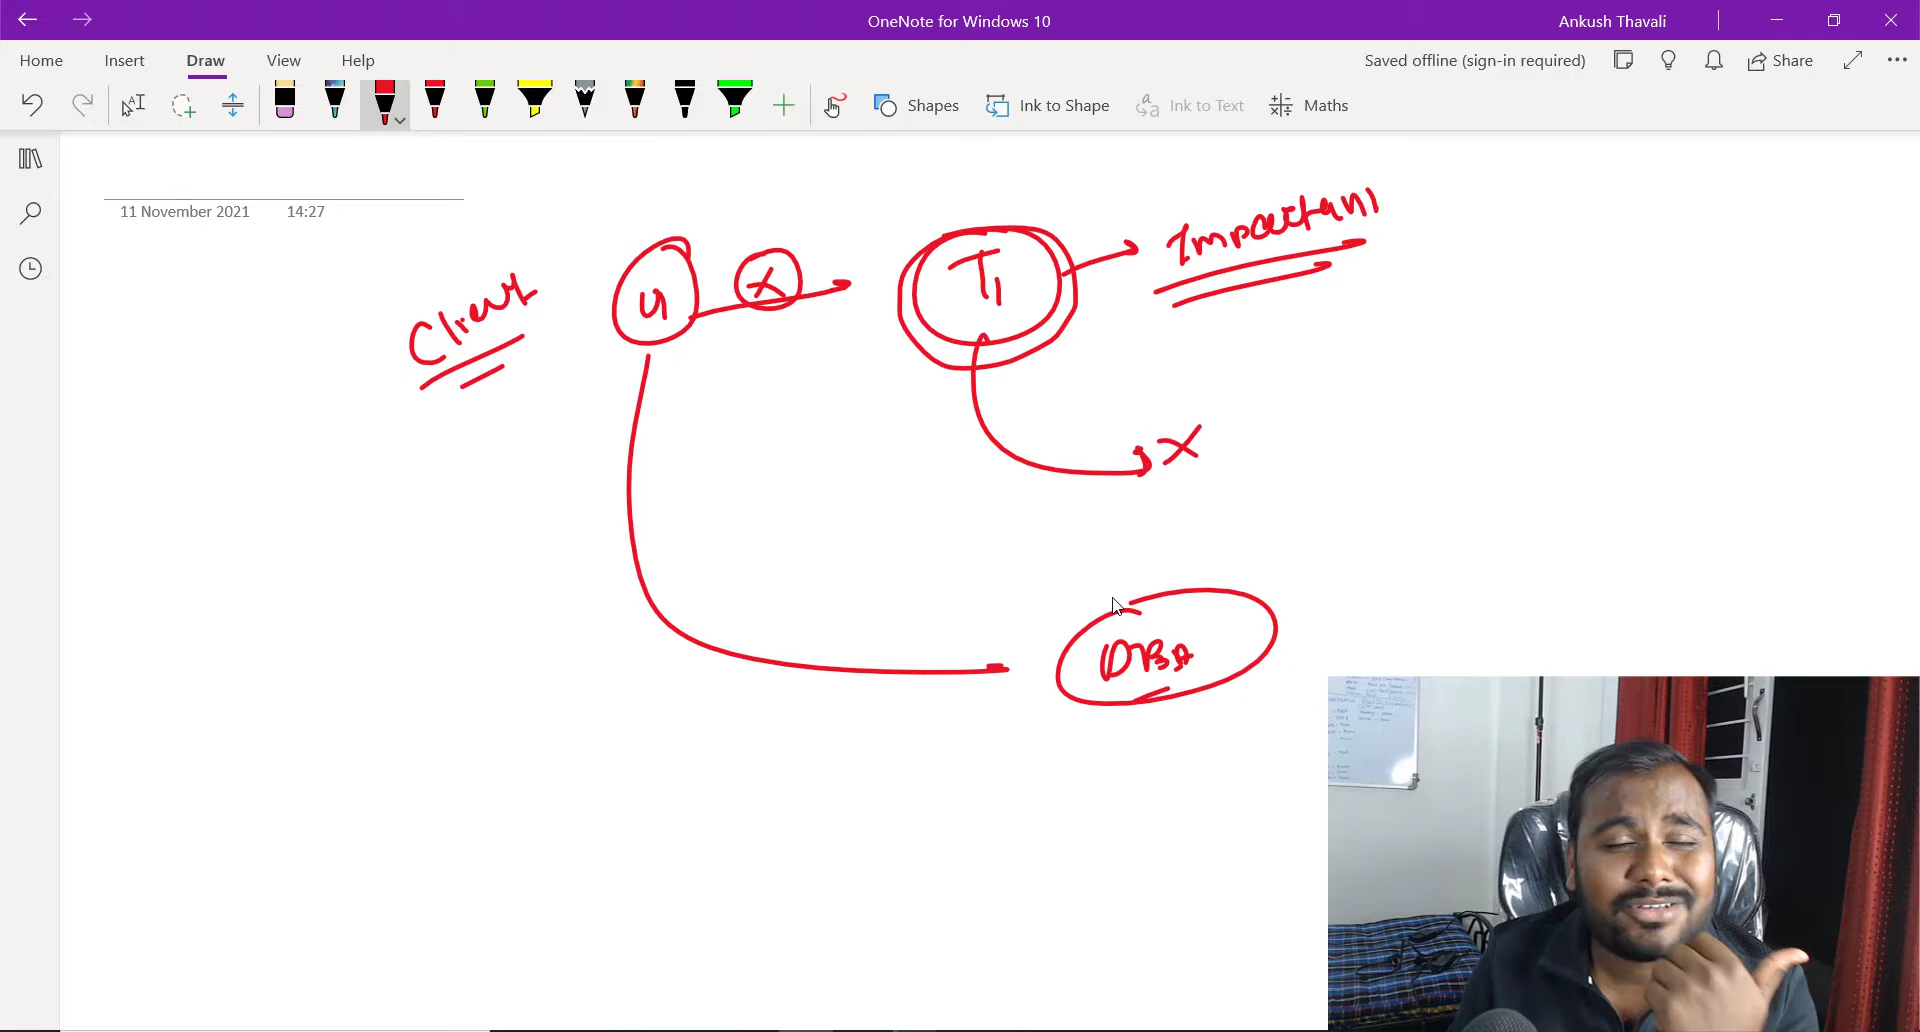 OneNote for Windows 10
Ankush Thavali
Home Insert Draw View Help
Saved offline (sign-in required)
Share
Shapes
Ink to Shape
Ink to Text
Maths
11 November 2021 14:27
Client
U
X
T1
Important
X
DBA